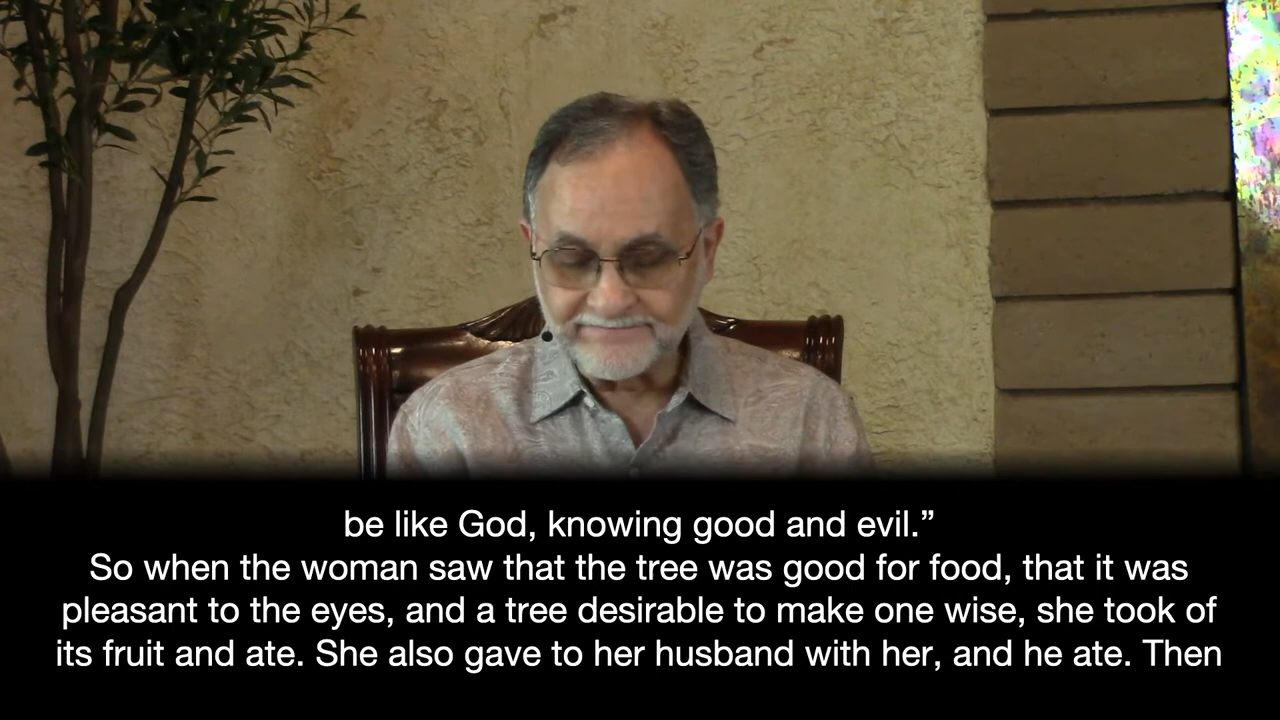 be like God, knowing good and evil.”
So when the woman saw that the tree was good for food, that it was
pleasant to the eyes, and a tree desirable to make one wise, she took of
its fruit and ate. She also gave to her husband with her, and he ate. Then